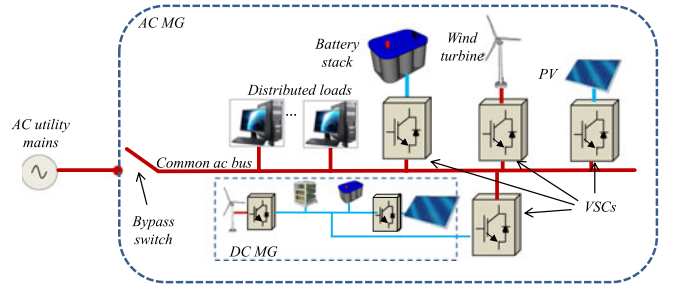 AC MG
Battery
stack
Wind
turbine
PV
Distributed loads
...
AC utility
mains
Common ac bus
Bypass
switch
DC MG
VSCs